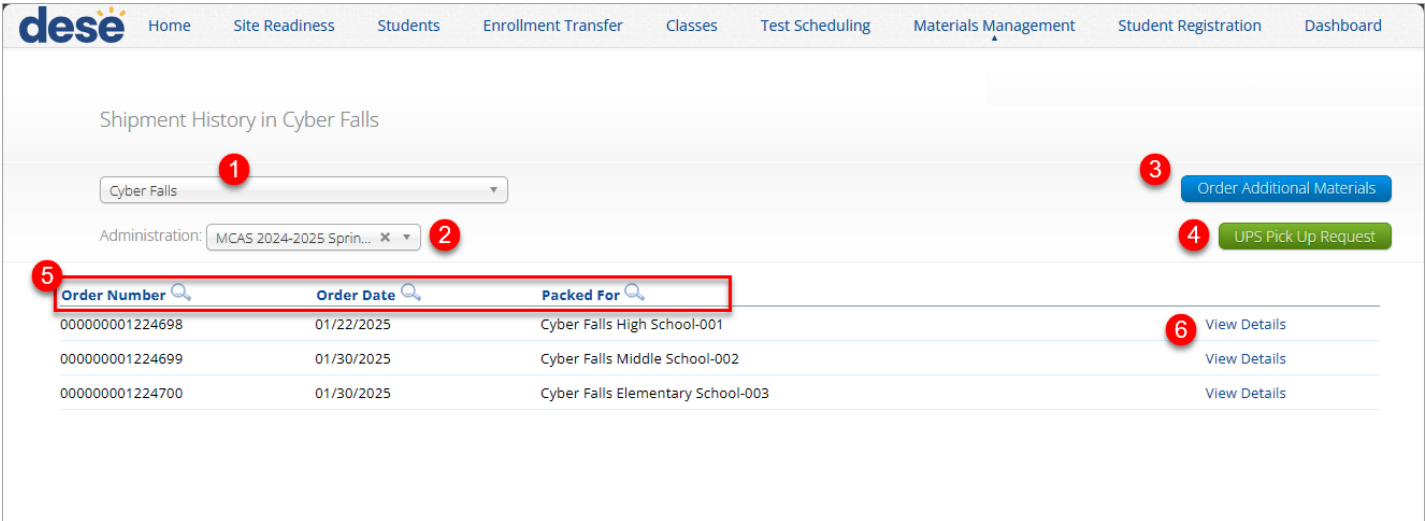 dese Home Site Readiness Students Enrollment Transfer Classes Test Scheduling Materials Management Student Registration Dashboard
Shipment History in Cyber Falls
1
3
Cyber Falls
Order Additional Materials
Administration: MCAS 2024-2025 Sprin... 2
4 UPS Pick Up Request
5
Order Number Order Date Packed For
000000001224698 01/22/2025 Cyber Falls High School-001 6 View Details
000000001224699 01/30/2025 Cyber Falls Middle School-002 View Details
000000001224700 01/30/2025 Cyber Falls Elementary School-003 View Details